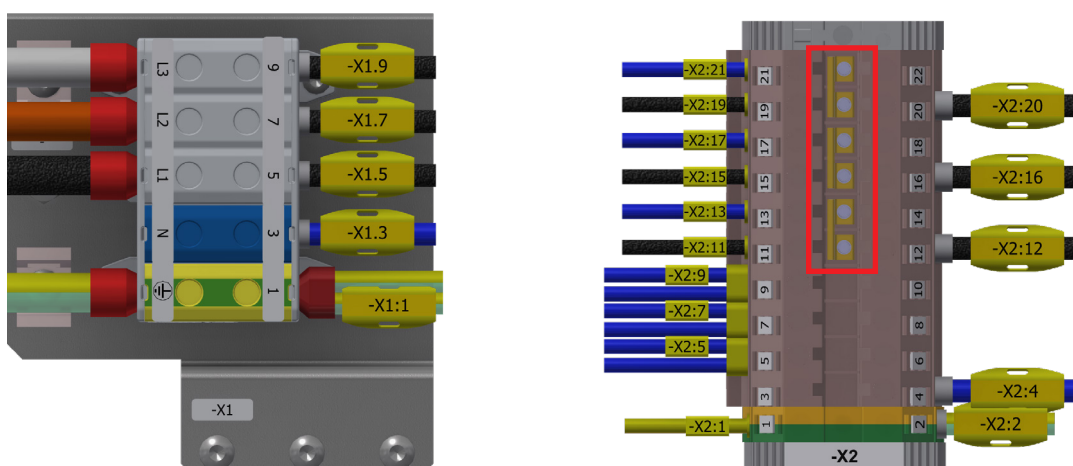 L3 9 -X1.9
L2 7 -X1.7
L1 5 -X1.5
N 3 -X1.3
1 -X1:1
-X1
-X2:21 21 22
-X2:19 19 20 -X2:20
-X2:17 17 18
-X2:15 15 16 -X2:16
-X2:13 13 14
-X2:11 11 12 -X2:12
-X2:9 9 10
-X2:7 7 8
-X2:5 5 6
3 4 -X2:4
-X2:1 1 2 -X2:2
-X2